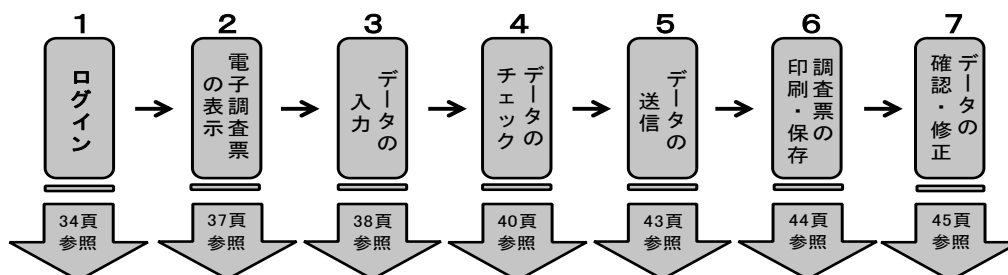 1
ログイン
34頁
参照
2
電子調査票
の表示
37頁
参照
3
データの
入力
38頁
参照
4
データの
チェック
40頁
参照
5
データの
送信
43頁
参照
6
調査票の
印刷・保存
44頁
参照
7
データの
確認・修正
45頁
参照